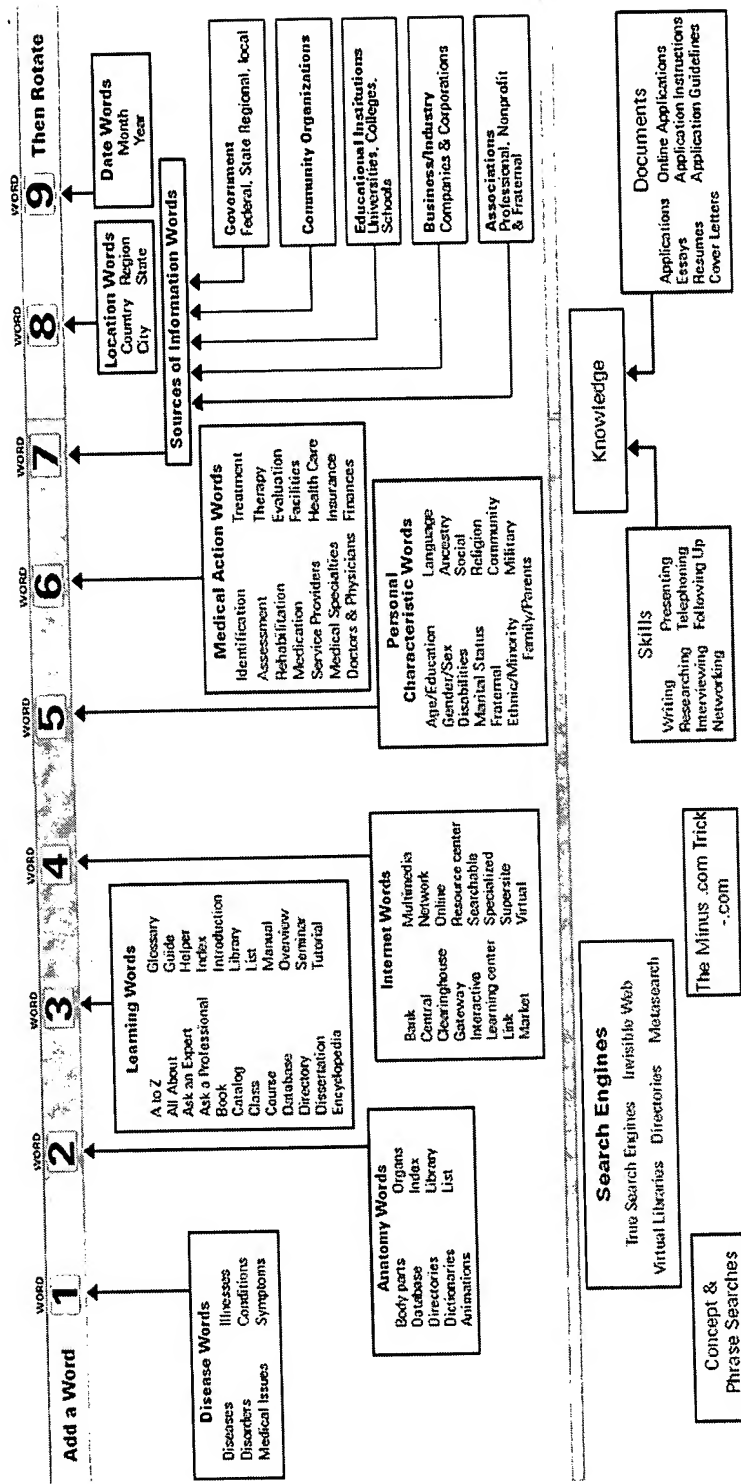 Add a Word
WORD
1
WORD
2
WORD
3
WORD
4
WORD
5
WORD
6
WORD
7
WORD
8
WORD
9
Then Rotate
Disease Words
Diseases Illnesses
Disorders Conditions
Medical Issues Symptoms
Anatomy Words
Body parts Organs
Database Index
Directories Library
Dictionaries List
Animations
Learning Words
A to Z Glossary
All About Guide
Ask an Expert Helper
Ask a Professional Index
Book Introduction
Catalog Library
Class List
Course Manual
Database Overview
Directory Seminar
Dissertation Tutorial
Encyclopedia
Internet Words
Bank Multimedia
Central Network
Clearinghouse Online
Gateway Resource center
Interactive Searchable
Learning center Specialized
Link Supersite
Market Virtual
Personal
Characteristic Words
Age/Education Language
Gender/Sex Ancestry
Disabilities Social
Marital Status Religion
Fraternal Community
Ethnic/Minority Military
Family/Parents
Medical Action Words
Identification Treatment
Assessment Therapy
Rehabilitation Evaluation
Medication Facilities
Service Providers Health Care
Medical Specialties Insurance
Doctors & Physicians Finances
Sources of Information Words
Location Words
Country Region
City State
Date Words
Month
Year
Government
Federal, State Regional, local
Community Organizations
Educational Institutions
Universities, Colleges,
Schools
Business/Industry
Companies & Corporations
Associations
Professional, Nonprofit
& Fraternal
Concept &
Phrase Searches
Search Engines
True Search Engines Invisible Web
Virtual Libraries Directories Metasearch
The Minus .com Trick
-.com
Skills
Writing Presenting
Researching Telephoning
Interviewing Following Up
Networking
Knowledge
Documents
Applications Online Applications
Essays Application Instructions
Resumes Application Guidelines
Cover Letters